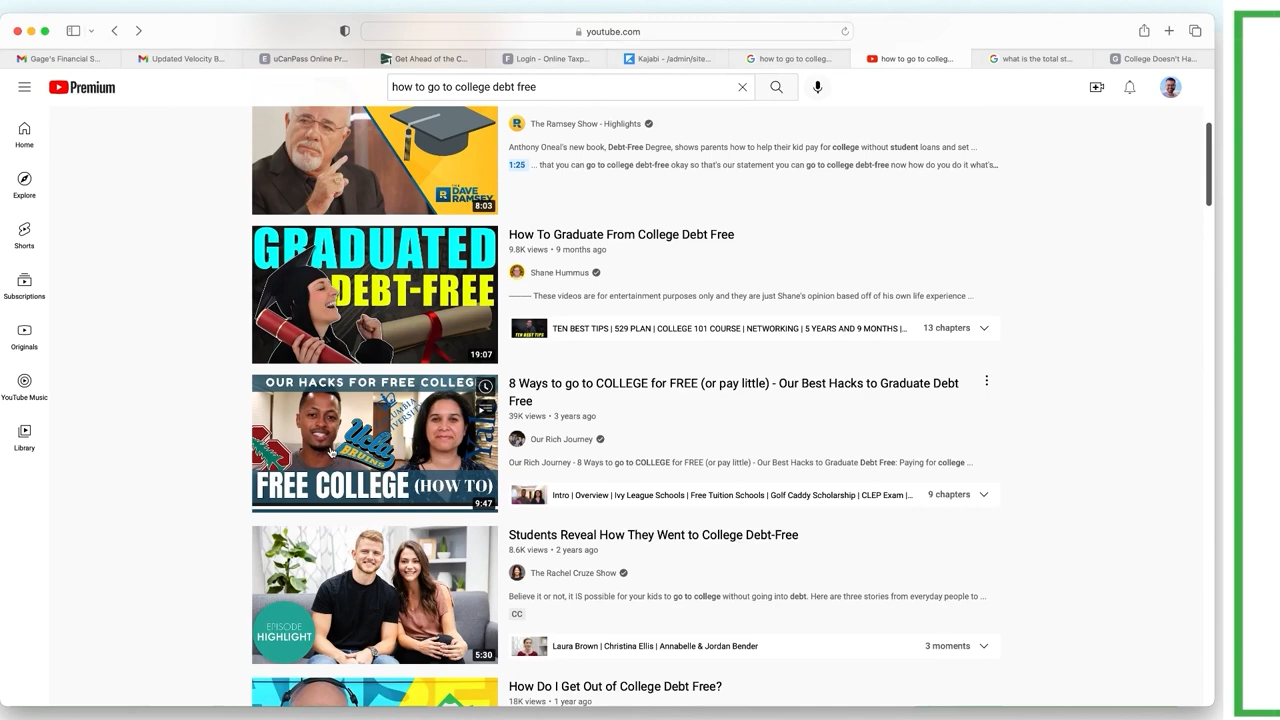 youtube.com
Gage's Financial S...
Updated Velocity B...
uCanPass Online Pr...
Get Ahead of the C...
Login - Online Taxp...
Kajabi - /admin/site...
how to go to colleg...
how to go to colleg...
what is the total st...
College Doesn't Ha...
Premium
how to go to college debt free
Home
Explore
Shorts
Subscriptions
Originals
YouTube Music
Library
DAVE
RAMSEY
8:03
The Ramsey Show - Highlights
Anthony Oneal's new book, Debt-Free Degree, shows parents how to help their kid pay for college without student loans and set ...
1:25 ... that you can go to college debt-free okay so that's our statement you can go to college debt-free now how do you do it what's...
GRADUATED
DEBT-FREE
19:07
How To Graduate From College Debt Free
9.8K views • 9 months ago
Shane Hummus
These videos are for entertainment purposes only and they are just Shane's opinion based off of his own life experience ...
TEN BEST TIPS
TEN BEST TIPS | 529 PLAN | COLLEGE 101 COURSE | NETWORKING | 5 YEARS AND 9 MONTHS |...
13 chapters
OUR HACKS FOR FREE COLLEG
UCLA
BRUINS
FREE COLLEGE (HOW TO)
9:47
8 Ways to go to COLLEGE for FREE (or pay little) - Our Best Hacks to Graduate Debt
Free
39K views • 3 years ago
Our Rich Journey
Our Rich Journey - 8 Ways to go to COLLEGE for FREE (or pay little) - Our Best Hacks to Graduate Debt Free: Paying for college ...
Intro | Overview | Ivy League Schools | Free Tuition Schools | Golf Caddy Scholarship | CLEP Exam |...
9 chapters
EPISODE
HIGHLIGHT
5:30
Students Reveal How They Went to College Debt-Free
8.6K views • 2 years ago
The Rachel Cruze Show
Believe it or not, it IS possible for your kids to go to college without going into debt. Here are three stories from everyday people to ...
CC
Laura Brown | Christina Ellis | Annabelle & Jordan Bender
3 moments
How Do I Get Out of College Debt Free?
18K views • 1 year ago